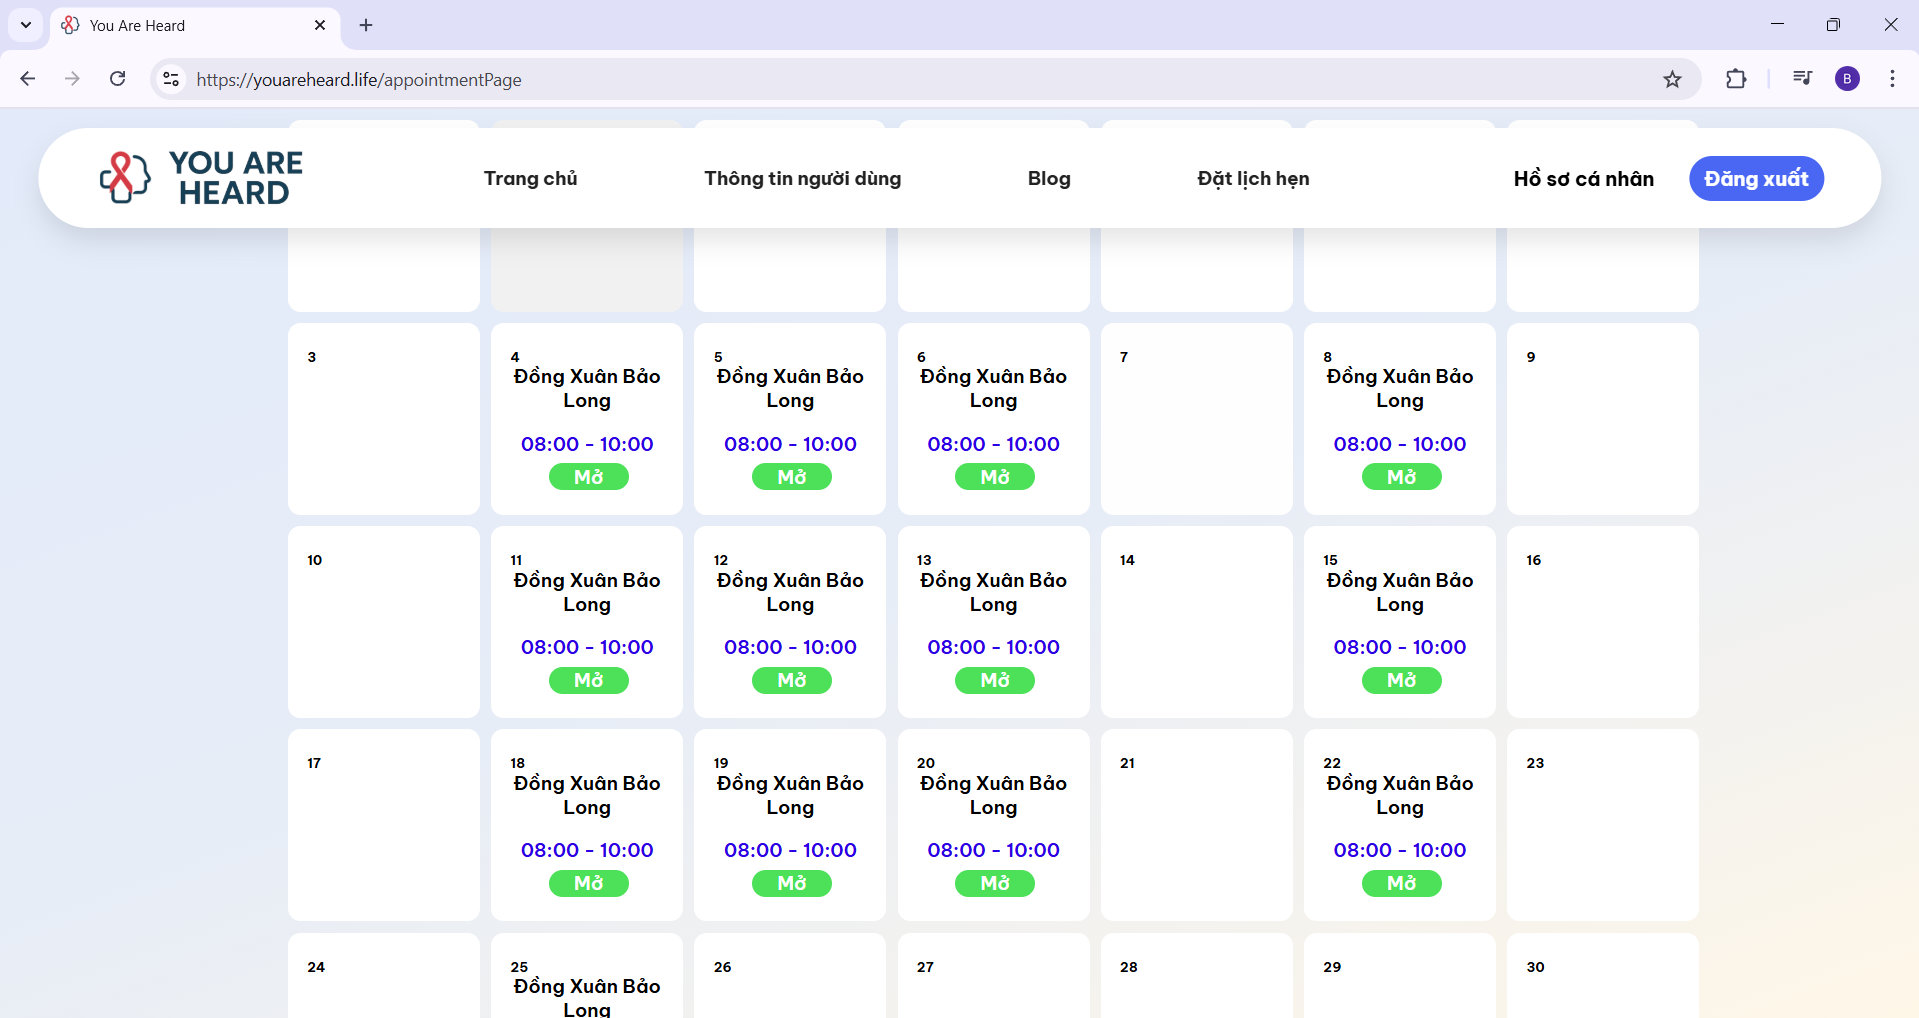 You Are Heard
https://youareheard.life/appointmentPage
B
YOU ARE
HEARD
Trang chủ
Thông tin người dùng
Blog
Đặt lịch hẹn
Hồ sơ cá nhân
Đăng xuất
3
4
Đồng Xuân Bảo
Long
08:00 - 10:00
Mở
5
Đồng Xuân Bảo
Long
08:00 - 10:00
Mở
6
Đồng Xuân Bảo
Long
08:00 - 10:00
Mở
7
8
Đồng Xuân Bảo
Long
08:00 - 10:00
Mở
9
10
11
Đồng Xuân Bảo
Long
08:00 - 10:00
Mở
12
Đồng Xuân Bảo
Long
08:00 - 10:00
Mở
13
Đồng Xuân Bảo
Long
08:00 - 10:00
Mở
14
15
Đồng Xuân Bảo
Long
08:00 - 10:00
Mở
16
17
18
Đồng Xuân Bảo
Long
08:00 - 10:00
Mở
19
Đồng Xuân Bảo
Long
08:00 - 10:00
Mở
20
Đồng Xuân Bảo
Long
08:00 - 10:00
Mở
21
22
Đồng Xuân Bảo
Long
08:00 - 10:00
Mở
23
24
25
Đồng Xuân Bảo
Long
26
27
28
29
30